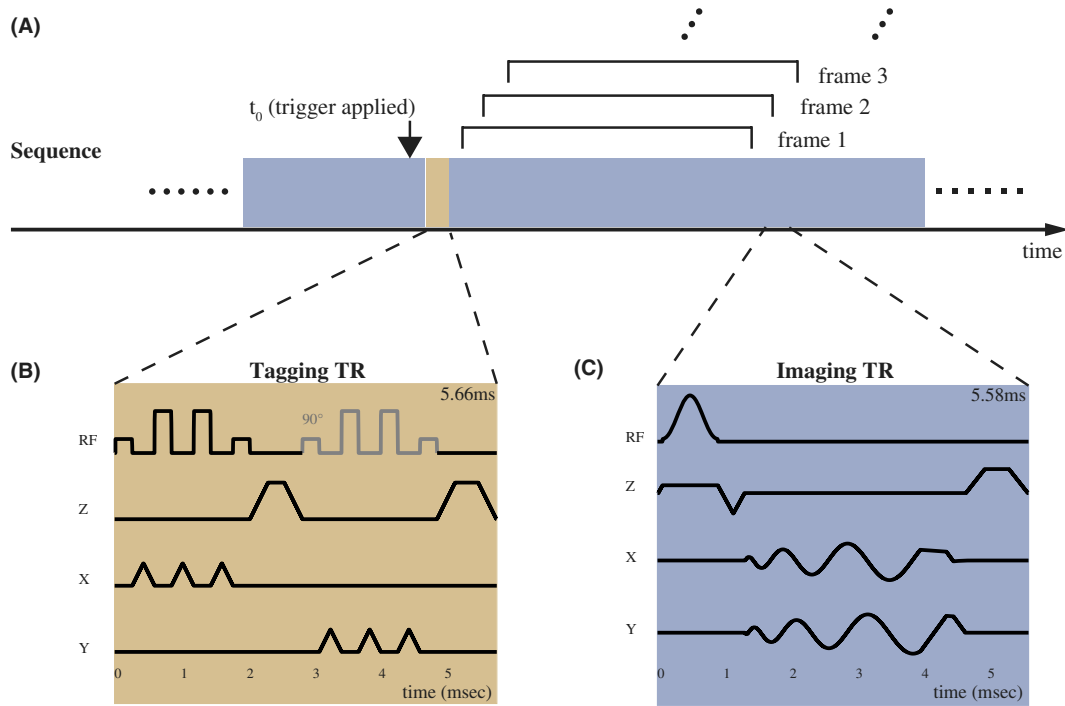 (A)
frame 3
frame 2
frame 1
t0 (trigger applied)
Sequence
time
(B)
Tagging TR
5.66ms
90°
RF
Z
X
Y
0 1 2 3 4 5
time (msec)
(C)
Imaging TR
5.58ms
RF
Z
X
Y
0 1 2 3 4 5
time (msec)